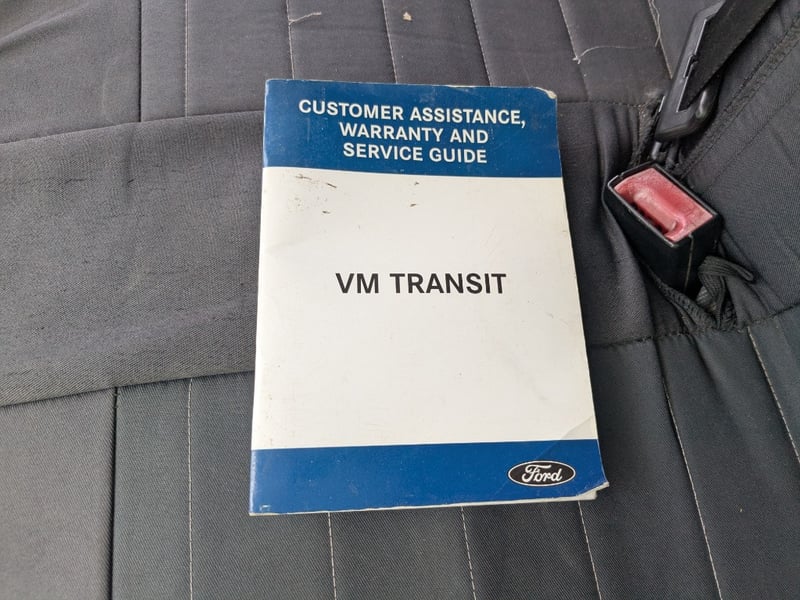 CUSTOMER ASSISTANCE,
WARRANTY AND
SERVICE GUIDE
VM TRANSIT
Ford